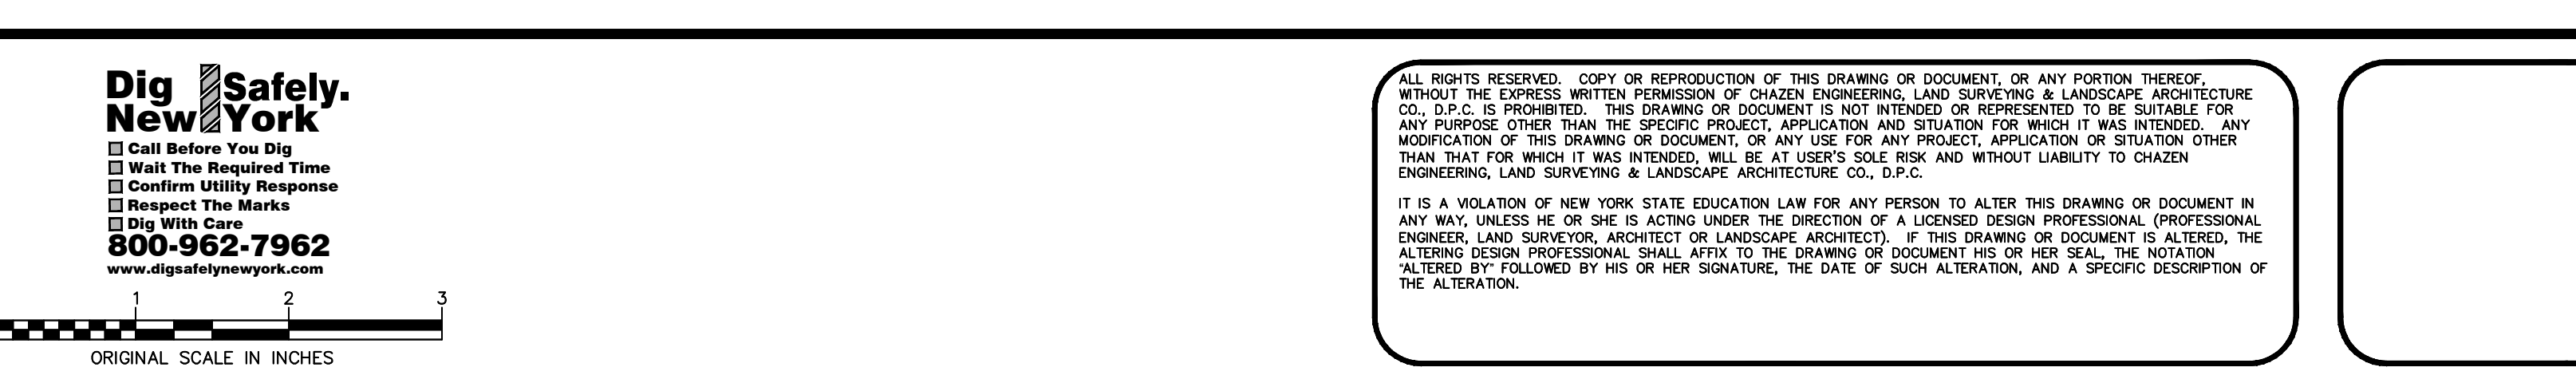 Dig Safely.
New York
Call Before You Dig
Wait The Required Time
Confirm Utility Response
Respect The Marks
Dig With Care
800-962-7962
www.digsafelynewyork.com
1 2 3
ORIGINAL SCALE IN INCHES
ALL RIGHTS RESERVED. COPY OR REPRODUCTION OF THIS DRAWING OR DOCUMENT, OR ANY PORTION THEREOF,
WITHOUT THE EXPRESS WRITTEN PERMISSION OF CHAZEN ENGINEERING, LAND SURVEYING & LANDSCAPE ARCHITECTURE
CO., D.P.C. IS PROHIBITED. THIS DRAWING OR DOCUMENT IS NOT INTENDED OR REPRESENTED TO BE SUITABLE FOR
ANY PURPOSE OTHER THAN THE SPECIFIC PROJECT, APPLICATION AND SITUATION FOR WHICH IT WAS INTENDED. ANY
MODIFICATION OF THIS DRAWING OR DOCUMENT, OR ANY USE FOR ANY PROJECT, APPLICATION OR SITUATION OTHER
THAN THAT FOR WHICH IT WAS INTENDED, WILL BE AT USER'S SOLE RISK AND WITHOUT LIABILITY TO CHAZEN
ENGINEERING, LAND SURVEYING & LANDSCAPE ARCHITECTURE CO., D.P.C.
IT IS A VIOLATION OF NEW YORK STATE EDUCATION LAW FOR ANY PERSON TO ALTER THIS DRAWING OR DOCUMENT IN
ANY WAY, UNLESS HE OR SHE IS ACTING UNDER THE DIRECTION OF A LICENSED DESIGN PROFESSIONAL (PROFESSIONAL
ENGINEER, LAND SURVEYOR, ARCHITECT OR LANDSCAPE ARCHITECT). IF THIS DRAWING OR DOCUMENT IS ALTERED, THE
ALTERING DESIGN PROFESSIONAL SHALL AFFIX TO THE DRAWING OR DOCUMENT HIS OR HER SEAL, THE NOTATION
"ALTERED BY" FOLLOWED BY HIS OR HER SIGNATURE, THE DATE OF SUCH ALTERATION, AND A SPECIFIC DESCRIPTION OF
THE ALTERATION.